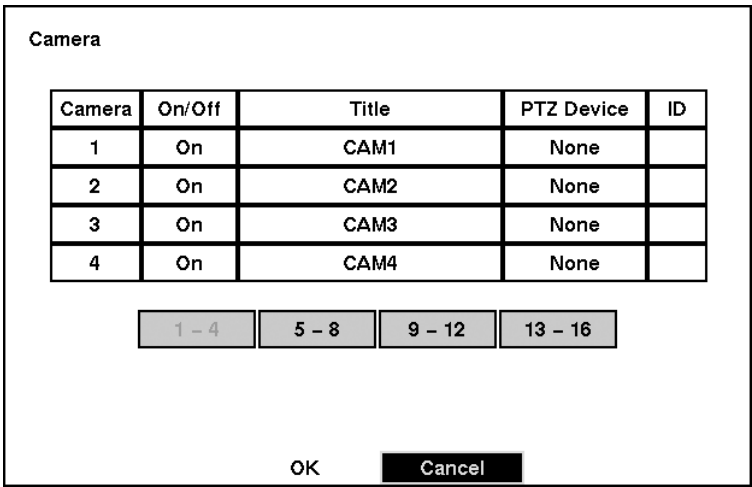 Camera
Camera On/Off Title PTZ Device ID
1 On CAM1 None
2 On CAM2 None
3 On CAM3 None
4 On CAM4 None
1 – 4 5 – 8 9 – 12 13 – 16
OK Cancel